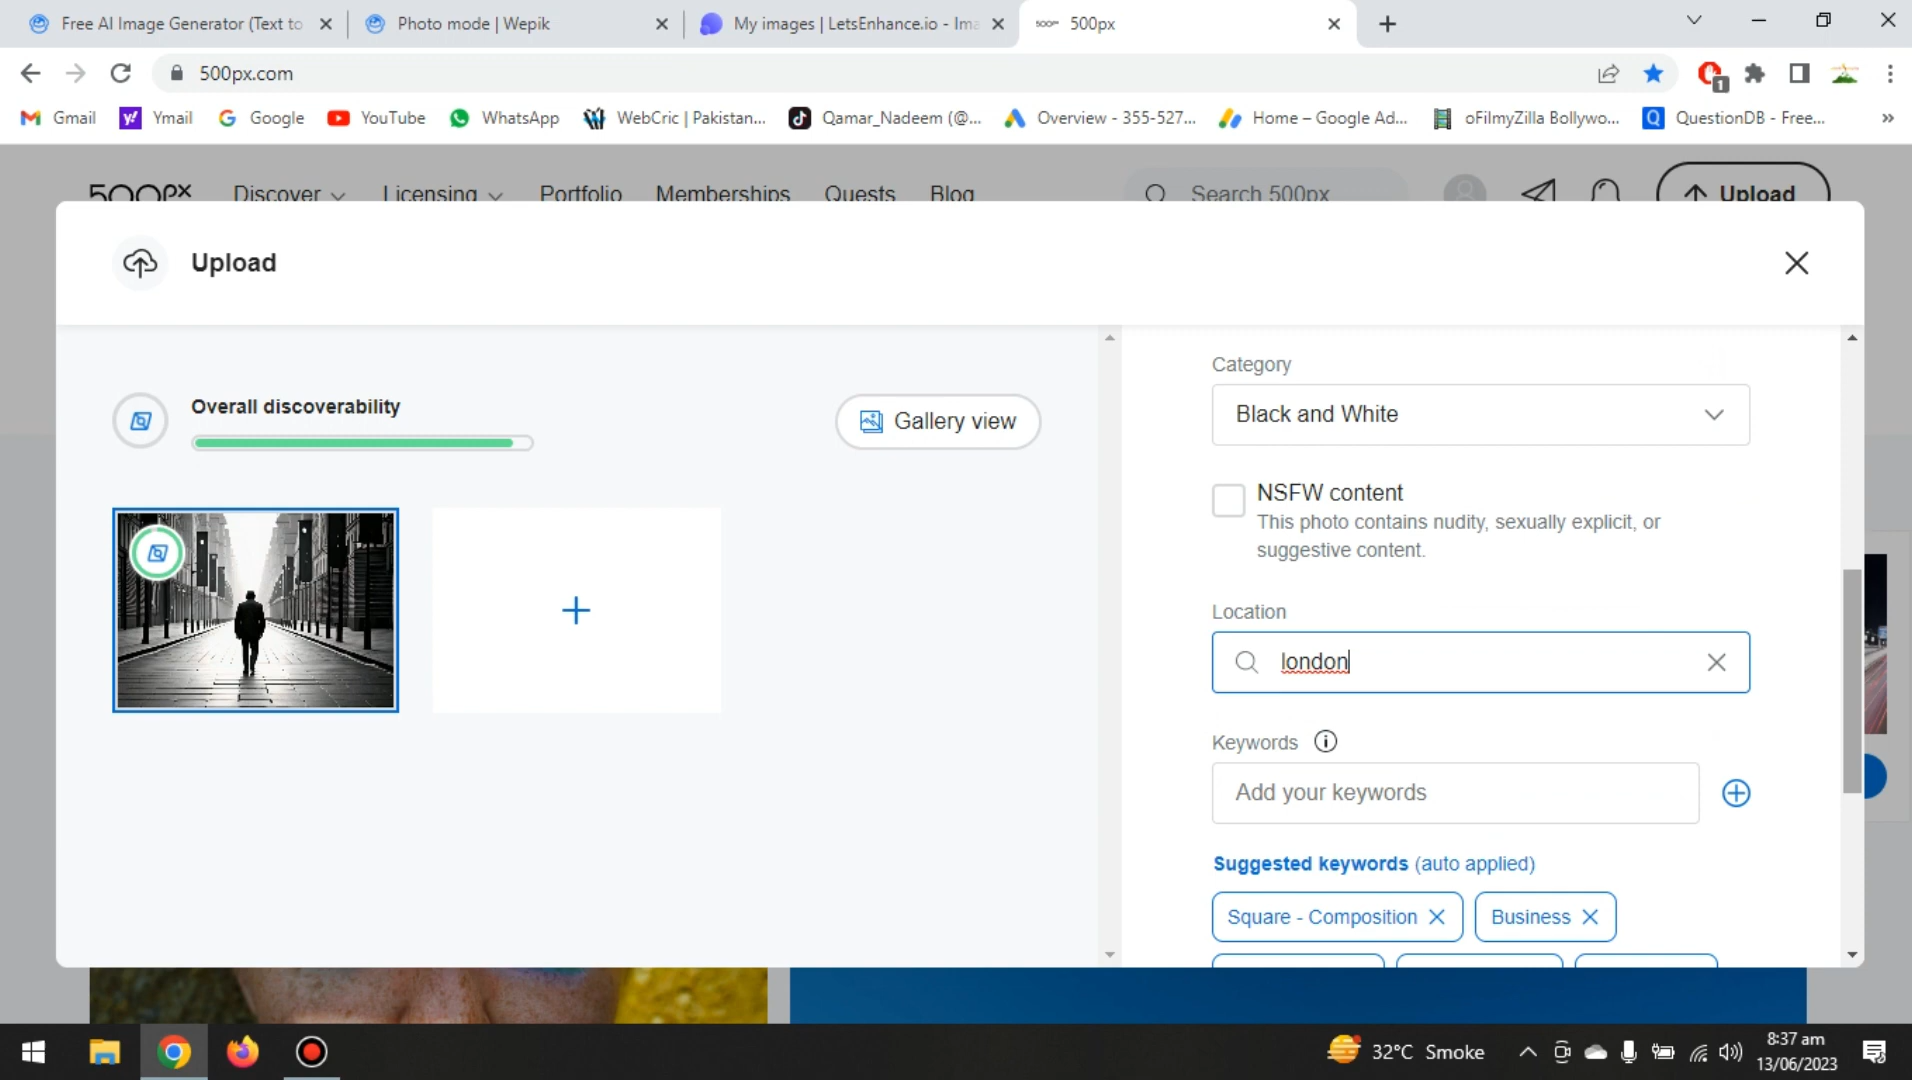 Free AI Image Generator (Text to
Photo mode | Wepik
My images | LetsEnhance.io - Ima
500px
500px
500px.com
1
Gmail
Ymail
Google
YouTube
WhatsApp
WebCric | Pakistan...
Qamar_Nadeem (@...
Overview - 355-527...
Home – Google Ad...
oFilmyZilla Bollywo...
QuestionDB - Free...
»
500px
Discover
Licensing
Portfolio
Memberships
Quests
Blog
Search 500px
Upload
Upload
Overall discoverability
Gallery view
Category
Black and White
NSFW content
This photo contains nudity, sexually explicit, or
suggestive content.
Location
london
Keywords
Add your keywords
Suggested keywords (auto applied)
Square - Composition
Business
32°C Smoke
8:37 am
13/06/2023